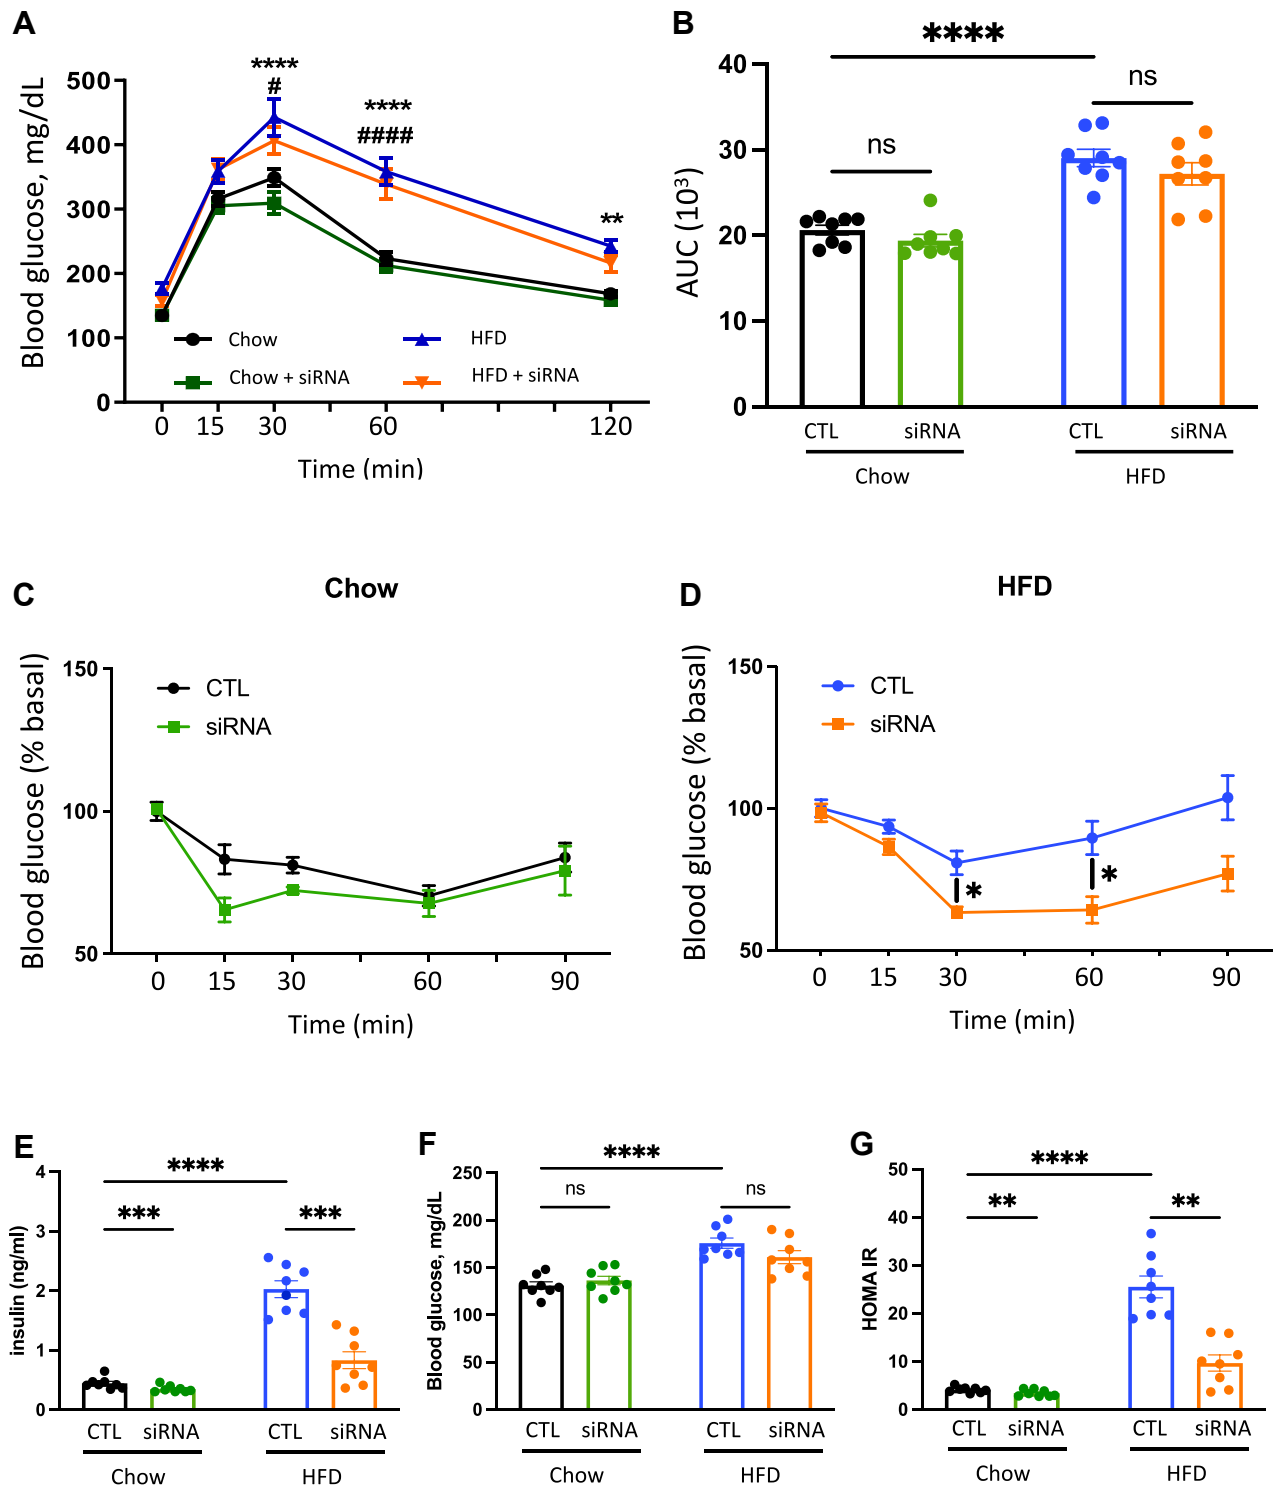 A
Blood glucose, mg/dL
500
400
300
200
100
0
****
#
****
####
**
Chow
HFD
Chow + siRNA
HFD + siRNA
0 15 30 60 120
Time (min)
B
AUC (10³)
40
30
20
10
0
****
ns
ns
CTL siRNA CTL siRNA
Chow HFD
C
Chow
Blood glucose (% basal)
150
100
50
CTL
siRNA
0 15 30 60 90
Time (min)
D
HFD
Blood glucose (% basal)
150
100
50
CTL
siRNA
*
*
0 15 30 60 90
Time (min)
E
insulin (ng/ml)
4
3
2
1
0
****
***
***
CTL siRNA CTL siRNA
Chow HFD
F
Blood glucose, mg/dL
250
200
150
100
50
0
****
ns
ns
CTL siRNA CTL siRNA
Chow HFD
G
HOMA IR
50
40
30
20
10
0
****
**
**
CTL siRNA CTL siRNA
Chow HFD